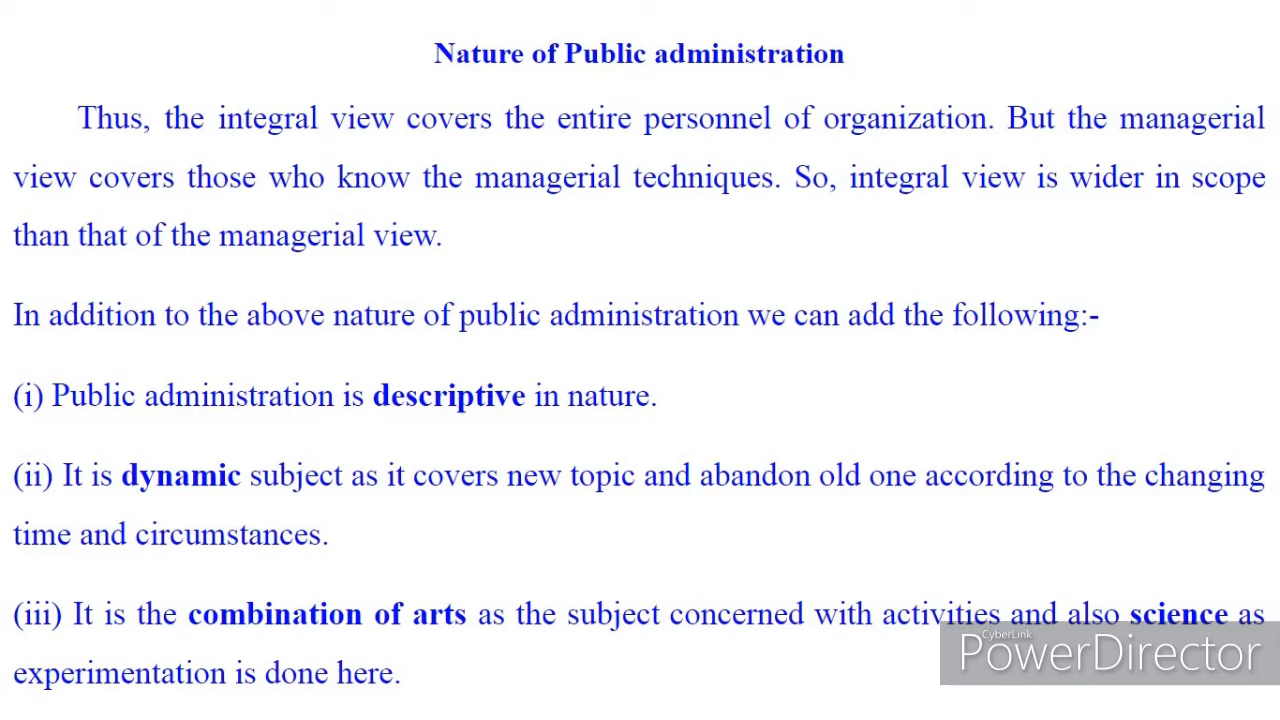 Nature of Public administration
Thus, the integral view covers the entire personnel of organization. But the managerial
view covers those who know the managerial techniques. So, integral view is wider in scope
than that of the managerial view.
In addition to the above nature of public administration we can add the following:-
(i) Public administration is descriptive in nature.
(ii) It is dynamic subject as it covers new topic and abandon old one according to the changing
time and circumstances.
(iii) It is the combination of arts as the subject concerned with activities and also science as
experimentation is done here.
CyberLink
PowerDirector